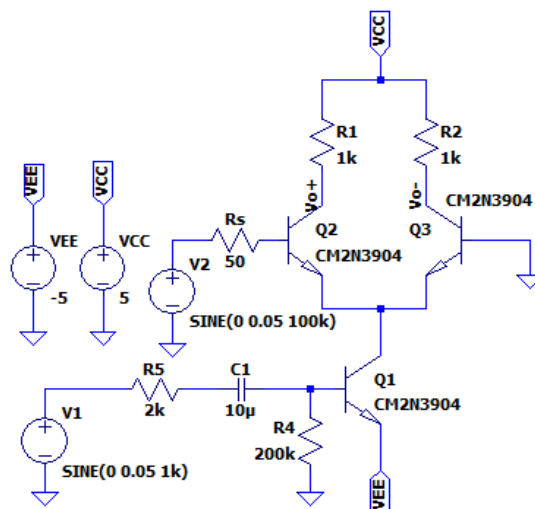 VCC
R1
1k
R2
1k
Vo+
Vo-
CM2N3904
VEE
VCC
Rs
50
Q2
CM2N3904
Q3
VEE
-5
VCC
5
V2
SINE(0 0.05 100k)
R5
2k
C1
10µ
Q1
CM2N3904
V1
R4
200k
SINE(0 0.05 1k)
VEE